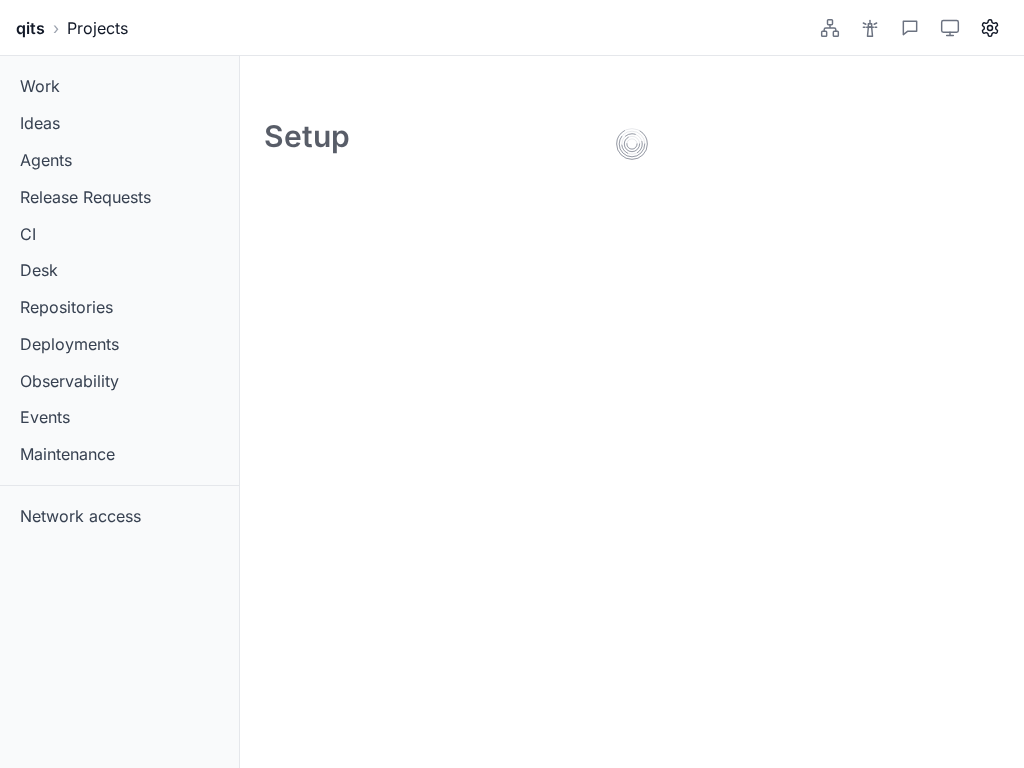 qits › Projects
Work
Ideas
Agents
Release Requests
CI
Desk
Repositories
Deployments
Observability
Events
Maintenance
Network access
Setup